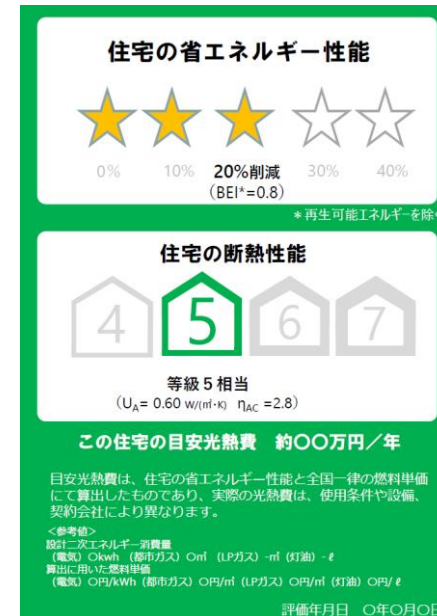 住宅の省エネルギー性能
0% 10% 20%削減 30% 40%
(BEI*=0.8)
*再生可能エネルギーを除
住宅の断熱性能
4 5 6 7
等級5相当
(UA= 0.60 W/(㎡・K) ηAC =2.8)
この住宅の目安光熱費 約〇〇万円/年
目安光熱費は、住宅の省エネルギー性能と全国一律の燃料単価
にて算出したものであり、実際の光熱費は、使用条件や設備、
契約会社により異なります。
<参考値>
設計二次エネルギー消費量
(電気) 〇kwh (都市ガス) 〇㎡ (LPガス) -㎡ (灯油) -ℓ
算出に用いた燃料単価
(電気) 〇円/kWh (都市ガス) 〇円/㎡ (LPガス) 〇円/㎡ (灯油) 〇円/ℓ
評価年月日 〇年〇月〇日